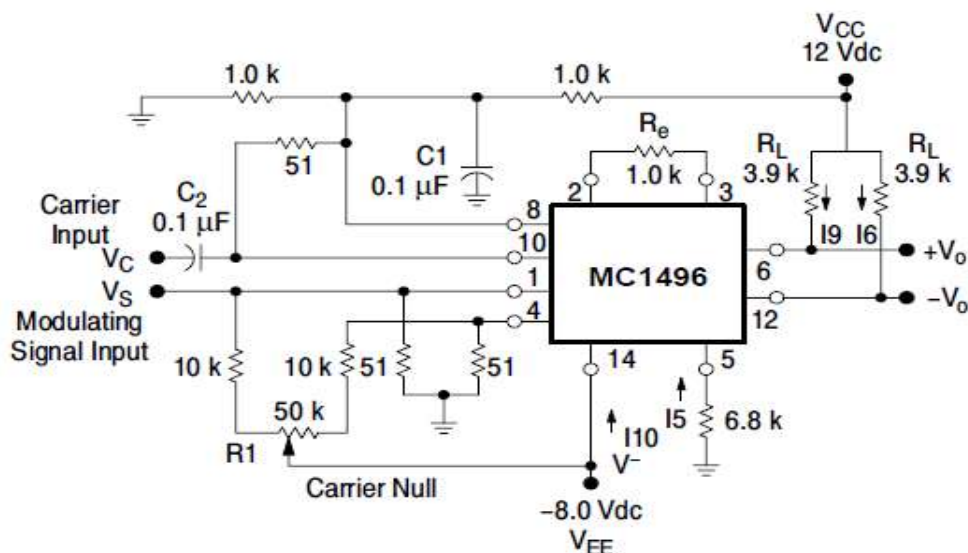 VCC
12 Vdc
1.0 k
1.0 k
Re
1.0 k
RL
3.9 k
RL
3.9 k
51
C1
0.1 µF
C2
0.1 µF
Carrier
Input
VC
VS
Modulating
Signal Input
2
3
8
10
1
4
MC1496
6
12
14
5
I9
I6
+Vo
−Vo
10 k
10 k
51
51
50 k
R1
Carrier Null
I10
V−
I5
6.8 k
−8.0 Vdc
VEE